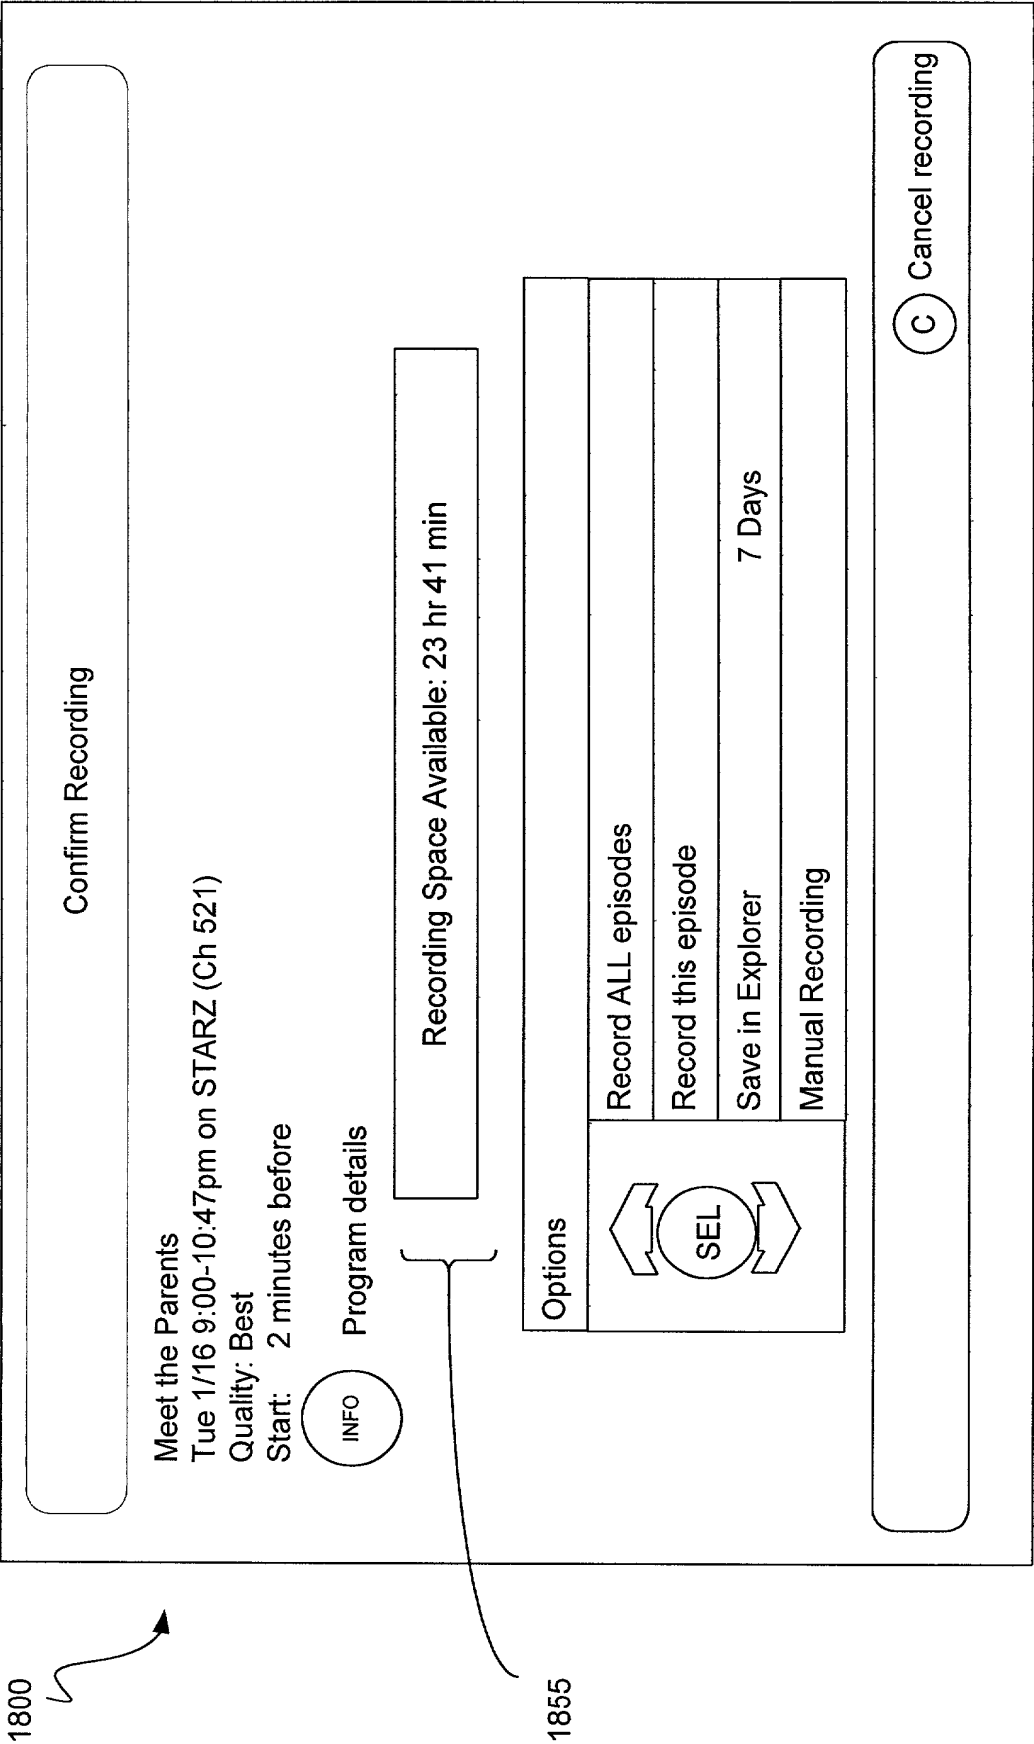 1800
Confirm Recording
Meet the Parents
Tue 1/16 9:00-10:47pm on STARZ (Ch 521)
Quality: Best
Start: 2 minutes before
INFO Program details
1855
Recording Space Available: 23 hr 41 min
Options
SEL
Record ALL episodes
Record this episode
Save in Explorer 7 Days
Manual Recording
C Cancel recording